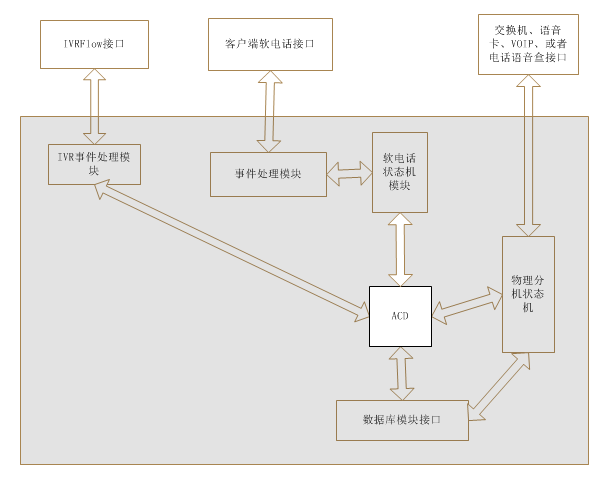 IVRFlow接口
客户端软电话接口
交换机、语音
卡、VOIP、或者
电话语音盒接口
IVR事件处理模
块
事件处理模块
软电话
状态机
模块
物理分
机状态
机
ACD
数据库模块接口